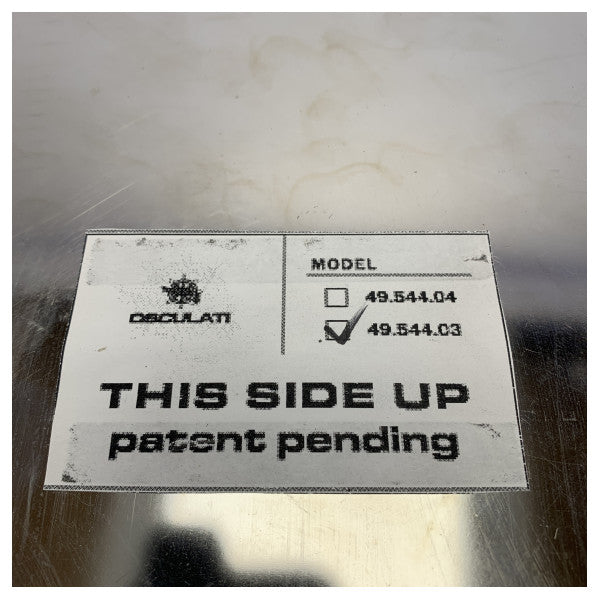 OSCULATI
MODEL
49.544.04
49.544.03
THIS SIDE UP
patent pending